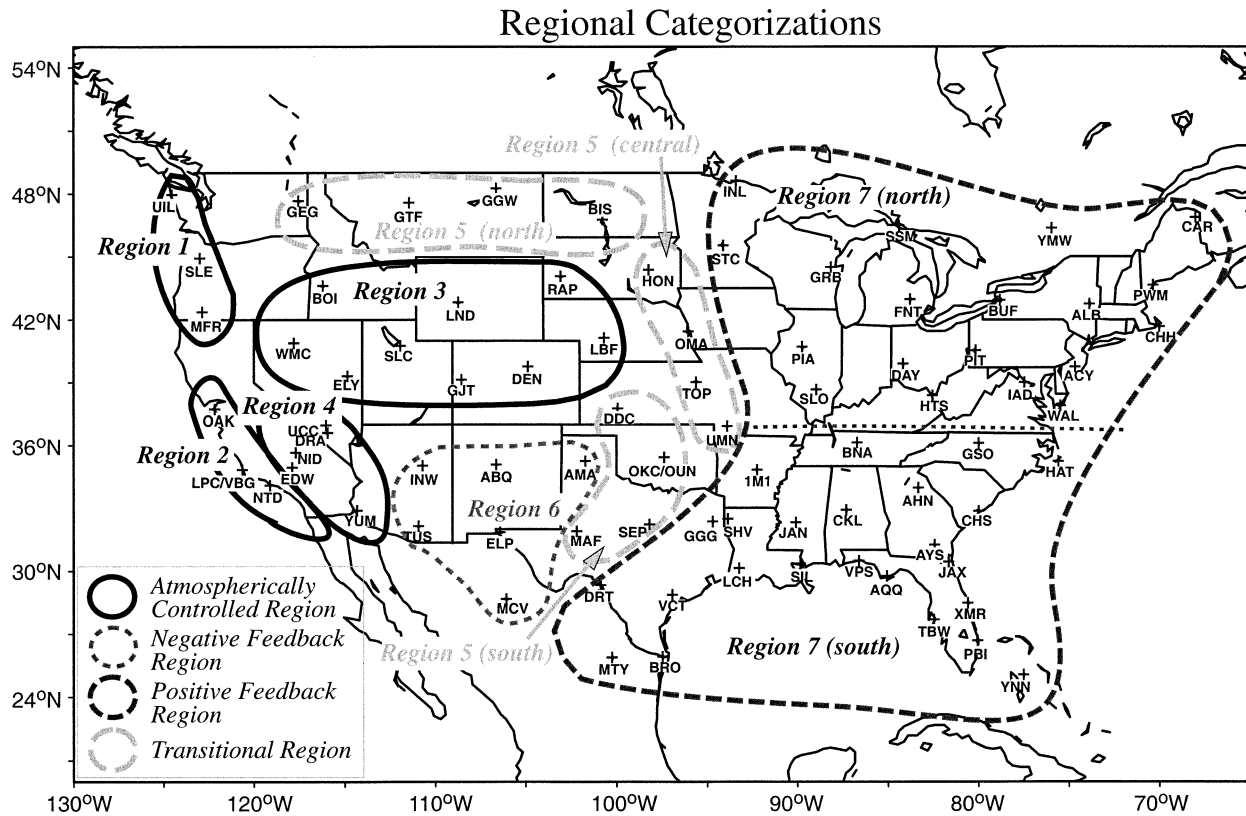 Regional Categorizations
54°N
48°N
42°N
36°N
30°N
24°N
130°W
120°W
110°W
100°W
90°W
80°W
70°W
Region 5 (central)
Region 7 (north)
Region 5 (north)
Region 1
Region 3
Region 4
Region 2
Region 6
Region 5 (south)
Region 7 (south)
UIL
GEG
GTF
GGW
BIS
INL
SSM
YMW
CAR
SLE
BOI
LND
RAP
HON
STC
GRB
PWM
MFR
FNT
BUF
ALB
CHH
WMC
SLC
LBF
OMA
PIA
PIT
ACY
ELY
GJT
DEN
TOP
SLO
DAY
HTS
IAD
WAL
OAK
UCC
DRA
DDC
UMN
BNA
GSO
HAT
NID
EDW
LPC/VBG
NTD
YUM
INW
ABQ
AMA
OKC/OUN
1M1
AHN
CHS
CKL
TUS
ELP
MAF
SEP
GGG
SHV
JAN
AYS
JAX
MCV
DRT
VCT
LCH
SIL
VPS
AQQ
XMR
TBW
PBI
MTY
BRO
YNN
Atmospherically
Controlled Region
Negative Feedback
Region
Positive Feedback
Region
Transitional Region